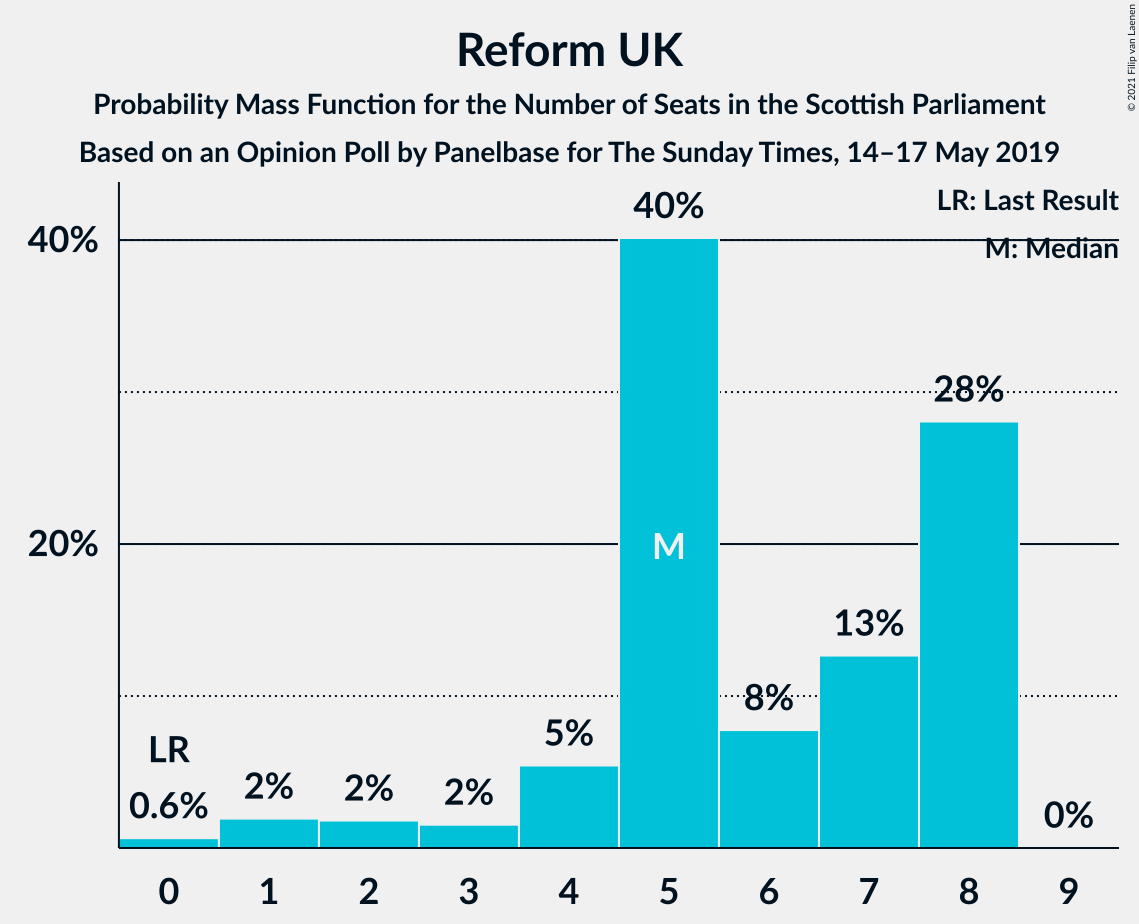 Reform UK
Probability Mass Function for the Number of Seats in the Scottish Parliament
Based on an Opinion Poll by Panelbase for The Sunday Times, 14–17 May 2019
© 2021 Filip van Laenen
LR: Last Result
M: Median
40%
20%
LR
0.6%
2%
2%
2%
5%
40%
M
8%
13%
28%
0%
0 1 2 3 4 5 6 7 8 9